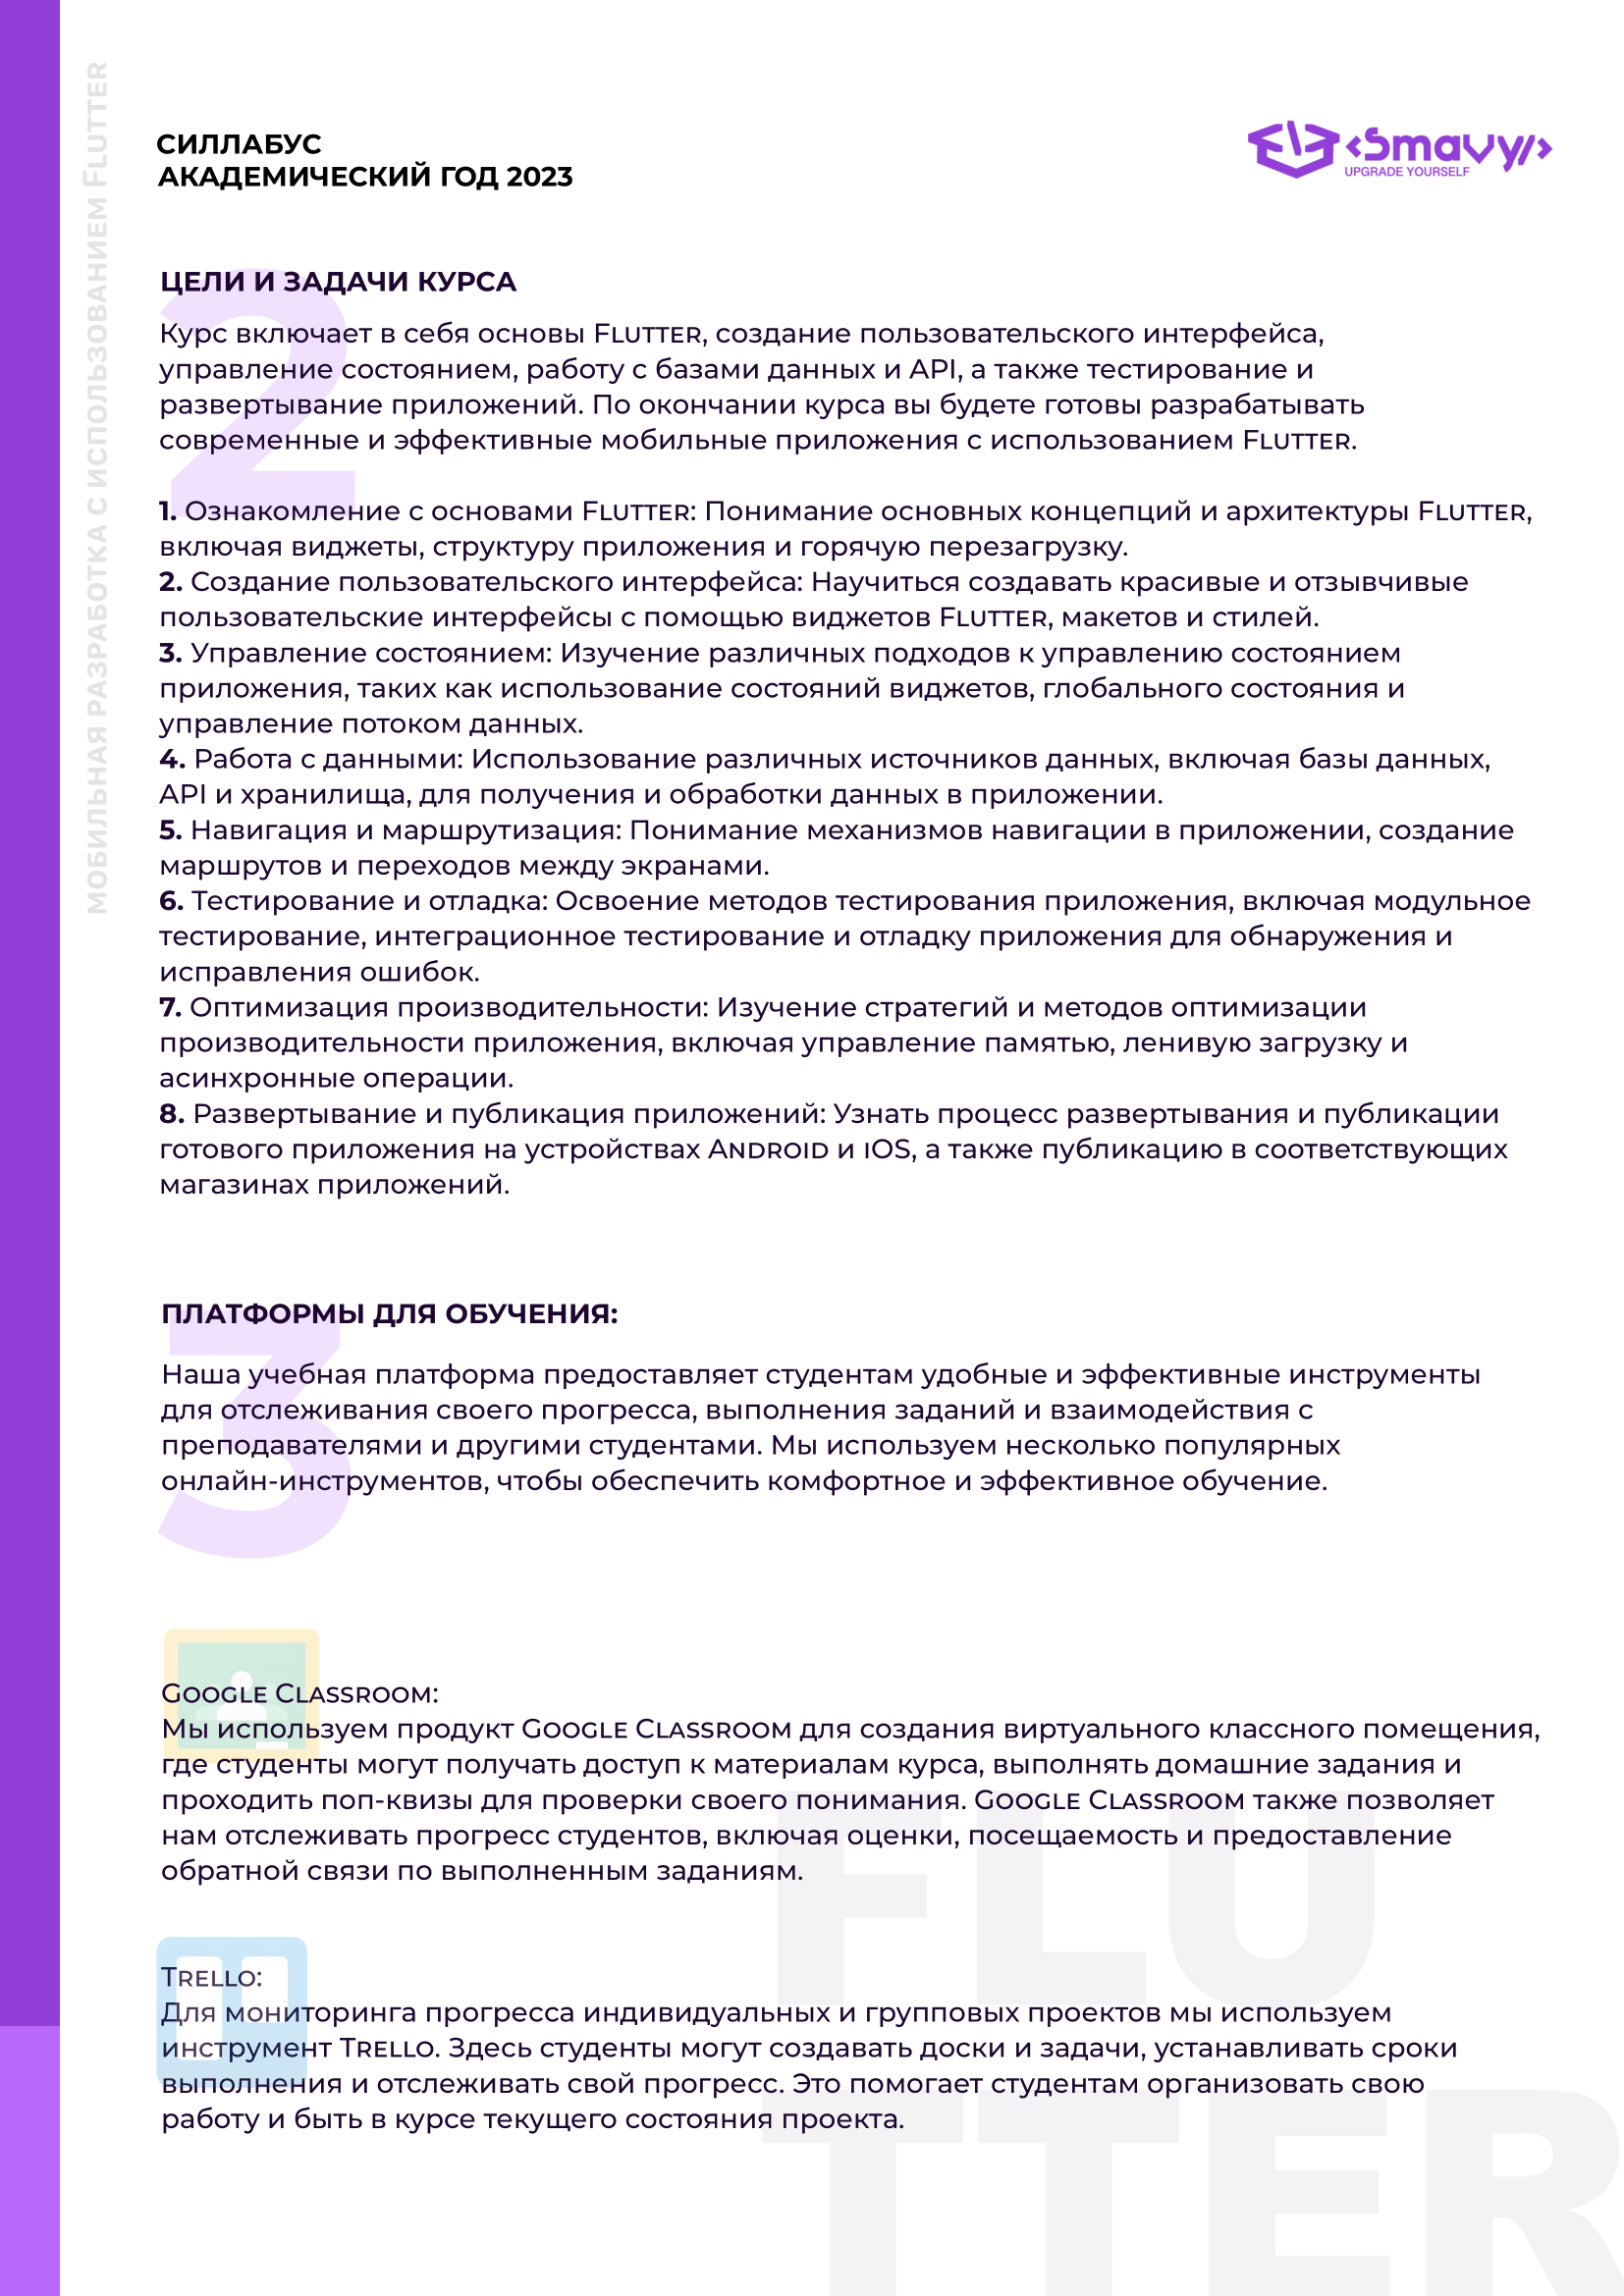 СИЛЛАБУС
АКАДЕМИЧЕСКИЙ ГОД 2023
<Smavy/>
UPGRADE YOURSELF
МОБИЛЬНАЯ РАЗРАБОТКА С ИСПОЛЬЗОВАНИЕМ FLUTTER
2
ЦЕЛИ И ЗАДАЧИ КУРСА
Курс включает в себя основы FLUTTER, создание пользовательского интерфейса,
управление состоянием, работу с базами данных и API, а также тестирование и
развертывание приложений. По окончании курса вы будете готовы разрабатывать
современные и эффективные мобильные приложения с использованием FLUTTER.
1. Ознакомление с основами FLUTTER: Понимание основных концепций и архитектуры FLUTTER,
включая виджеты, структуру приложения и горячую перезагрузку.
2. Создание пользовательского интерфейса: Научиться создавать красивые и отзывчивые
пользовательские интерфейсы с помощью виджетов FLUTTER, макетов и стилей.
3. Управление состоянием: Изучение различных подходов к управлению состоянием
приложения, таких как использование состояний виджетов, глобального состояния и
управление потоком данных.
4. Работа с данными: Использование различных источников данных, включая базы данных,
API и хранилища, для получения и обработки данных в приложении.
5. Навигация и маршрутизация: Понимание механизмов навигации в приложении, создание
маршрутов и переходов между экранами.
6. Тестирование и отладка: Освоение методов тестирования приложения, включая модульное
тестирование, интеграционное тестирование и отладку приложения для обнаружения и
исправления ошибок.
7. Оптимизация производительности: Изучение стратегий и методов оптимизации
производительности приложения, включая управление памятью, ленивую загрузку и
асинхронные операции.
8. Развертывание и публикация приложений: Узнать процесс развертывания и публикации
готового приложения на устройствах ANDROID и IOS, а также публикацию в соответствующих
магазинах приложений.
3
ПЛАТФОРМЫ ДЛЯ ОБУЧЕНИЯ:
Наша учебная платформа предоставляет студентам удобные и эффективные инструменты
для отслеживания своего прогресса, выполнения заданий и взаимодействия с
преподавателями и другими студентами. Мы используем несколько популярных
онлайн-инструментов, чтобы обеспечить комфортное и эффективное обучение.
GOOGLE CLASSROOM:
Мы используем продукт GOOGLE CLASSROOM для создания виртуального классного помещения,
где студенты могут получать доступ к материалам курса, выполнять домашние задания и
проходить поп-квизы для проверки своего понимания. GOOGLE CLASSROOM также позволяет
нам отслеживать прогресс студентов, включая оценки, посещаемость и предоставление
обратной связи по выполненным заданиям.
TRELLO:
Для мониторинга прогресса индивидуальных и групповых проектов мы используем
инструмент TRELLO. Здесь студенты могут создавать доски и задачи, устанавливать сроки
выполнения и отслеживать свой прогресс. Это помогает студентам организовать свою
работу и быть в курсе текущего состояния проекта.
FLU
TTER